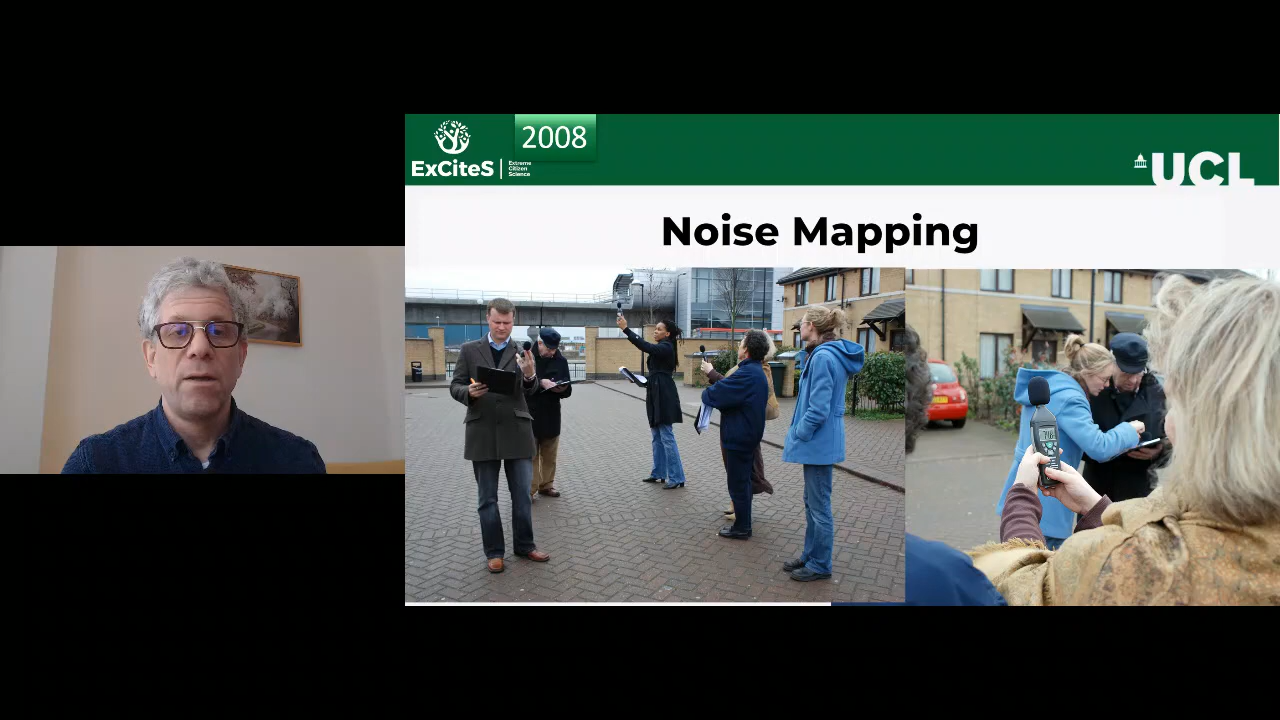 2008
ExCiteS
Extreme
Citizen
Science
UCL
Noise Mapping